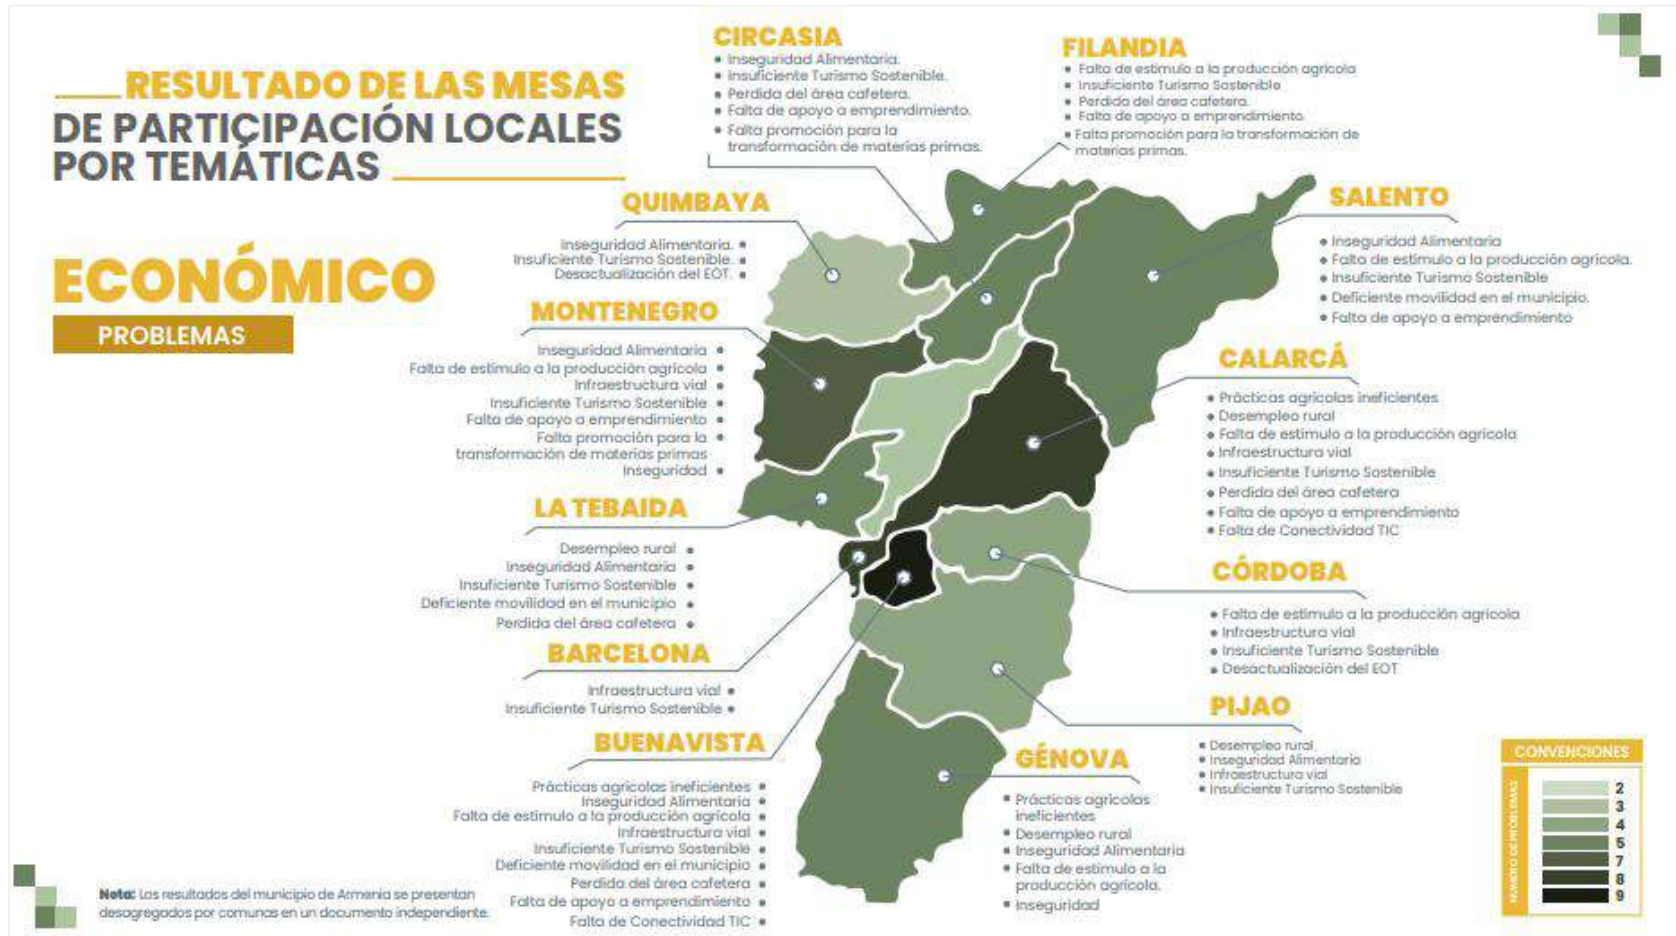 RESULTADO DE LAS MESAS
DE PARTICIPACIÓN LOCALES
POR TEMÁTICAS
ECONÓMICO
PROBLEMAS
CIRCASIA
Inseguridad Alimentaria.
Insuficiente Turismo Sostenible.
Perdida del área cafetera.
Falta de apoyo a emprendimiento.
Falta promoción para la
transformación de materias primas.
FILANDIA
Falta de estimulo a la producción agrícola
Insuficiente Turismo Sostenible
Perdida del área cafetera.
Falta de apoyo a emprendimiento
Falta promoción para la transformación de
materias primas.
QUIMBAYA
Inseguridad Alimentaria.
Insuficiente Turismo Sostenible.
Desactualización del EOT.
SALENTO
Inseguridad Alimentaria
Falta de estimulo a la producción agrícola.
Insuficiente Turismo Sostenible
Deficiente movilidad en el municipio.
Falta de apoyo a emprendimiento
MONTENEGRO
Inseguridad Alimentaria
Falta de estimulo a la producción agrícola
Infraestructura vial
Insuficiente Turismo Sostenible
Falta de apoyo a emprendimiento
Falta promoción para la
transformación de materias primas
Inseguridad
CALARCÁ
Prácticas agrícolas ineficientes
Desempleo rural
Falta de estimulo a la producción agrícola
Infraestructura vial
Insuficiente Turismo Sostenible
Perdida del área cafetera
Falta de apoyo a emprendimiento
Falta de Conectividad TIC
LA TEBAIDA
Desempleo rural
Inseguridad Alimentaria
Insuficiente Turismo Sostenible
Deficiente movilidad en el municipio
Perdida del área cafetera
CÓRDOBA
Falta de estimulo a la producción agrícola
Infraestructura vial
Insuficiente Turismo Sostenible
Desactualización del EOT
BARCELONA
Infraestructura vial
Insuficiente Turismo Sostenible
PIJAO
Desempleo rural
Inseguridad Alimentaria
Infraestructura vial
Insuficiente Turismo Sostenible
BUENAVISTA
Prácticas agrícolas ineficientes
Inseguridad Alimentaria
Falta de estimulo a la producción agrícola
Infraestructura vial
Insuficiente Turismo Sostenible
Deficiente movilidad en el municipio
Perdida del área cafetera
Falta de apoyo a emprendimiento
Falta de Conectividad TIC
GÉNOVA
Prácticas agrícolas
ineficientes
Desempleo rural
Inseguridad Alimentaria
Falta de estimulo a la
producción agrícola.
Inseguridad
CONVENCIONES
NÚMERO DE PROBLEMAS
2
3
4
5
7
8
9
Nota: Los resultados del municipio de Armenia se presentan
desagregados por comunas en un documento independiente.